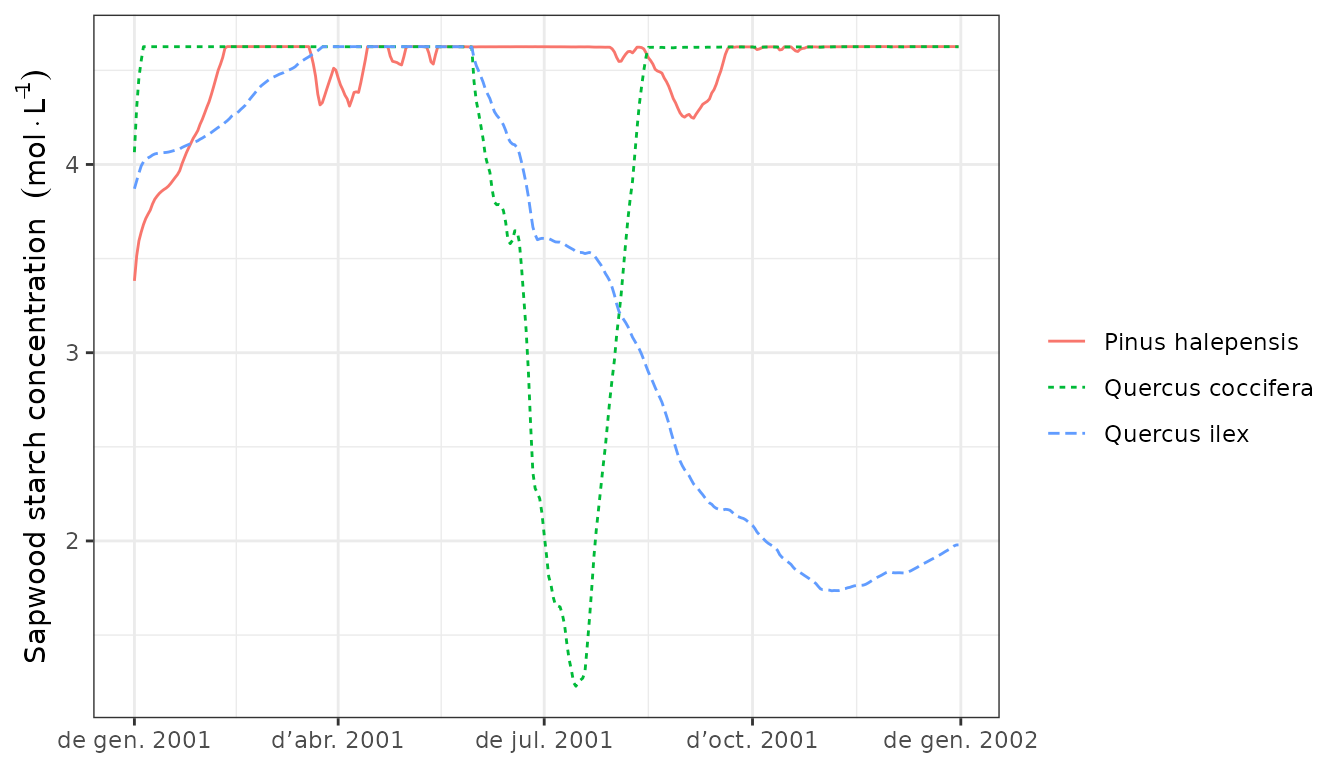 Sapwood starch concentration (mol · L⁻¹)
4
3
2
de gen. 2001
d’abr. 2001
de jul. 2001
d’oct. 2001
de gen. 2002
Pinus halepensis
Quercus coccifera
Quercus ilex